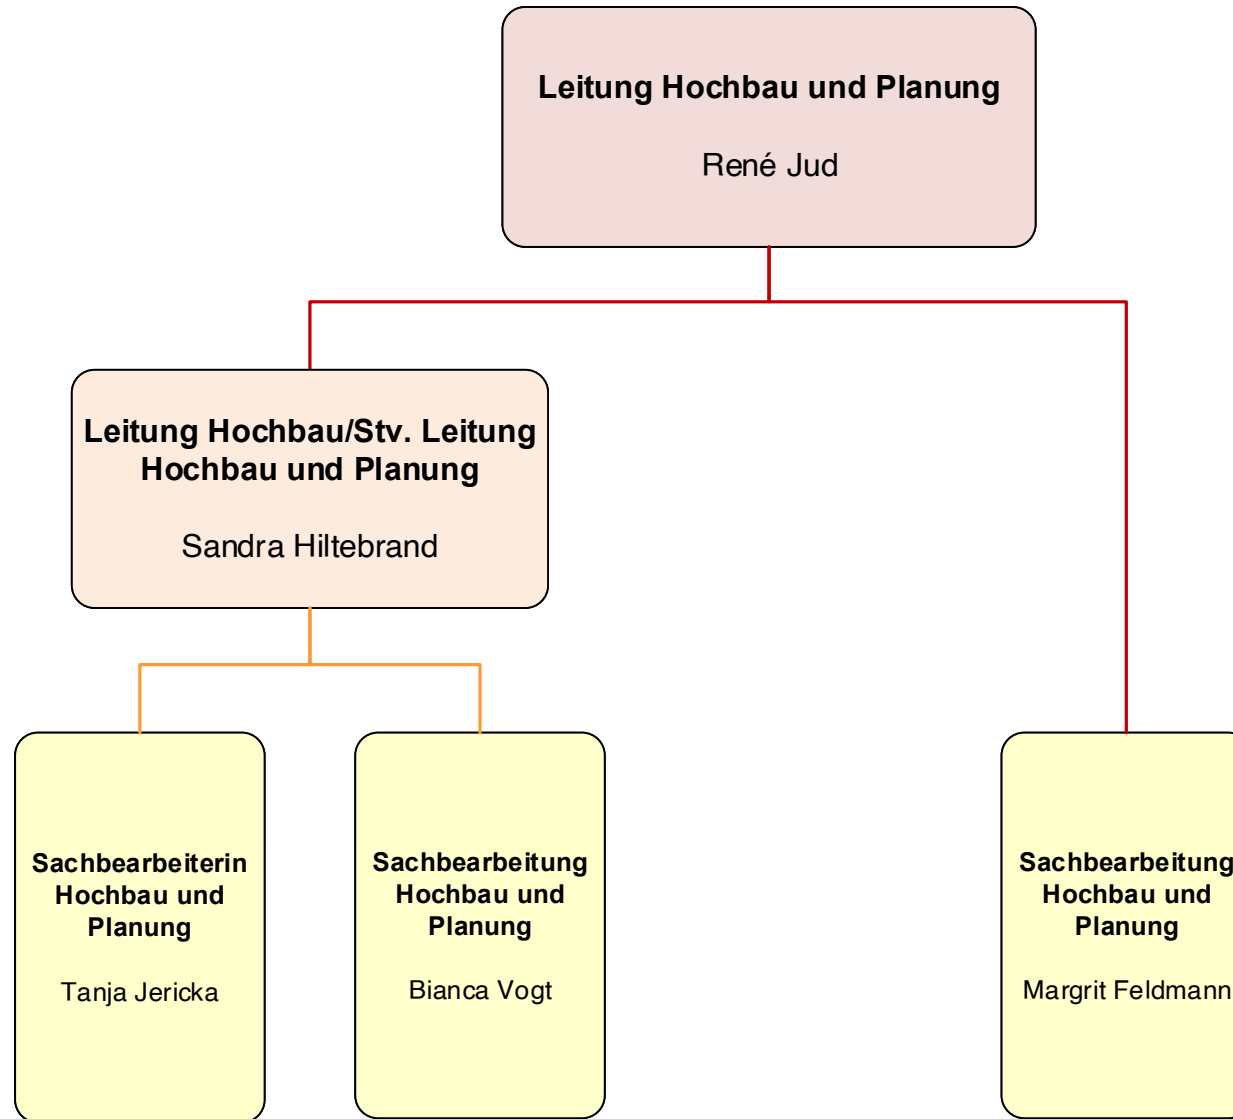 Leitung Hochbau und Planung
René Jud
Leitung Hochbau/Stv. Leitung
Hochbau und Planung
Sandra Hiltebrand
Sachbearbeiterin
Hochbau und
Planung
Tanja Jericka
Sachbearbeitung
Hochbau und
Planung
Bianca Vogt
Sachbearbeitung
Hochbau und
Planung
Margrit Feldmann